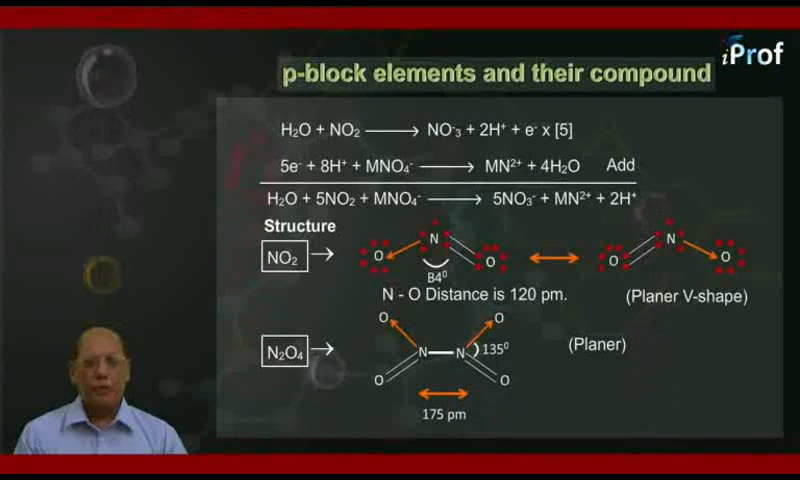 iProf
p-block elements and their compound
H₂O + NO₂ ⟶ NO⁻₃ + 2H⁺ + e⁻ x [5]
5e⁻ + 8H⁺ + MNO₄⁻ ⟶ MN²⁺ + 4H₂O Add
H₂O + 5NO₂ + MNO₄⁻ ⟶ 5NO₃⁻ + MN²⁺ + 2H⁺
Structure
NO₂ → O N O ↔ O N O
84⁰
N - O Distance is 120 pm. (Planer V-shape)
O O
N₂O₄ → N N 135⁰ (Planer)
O O
175 pm